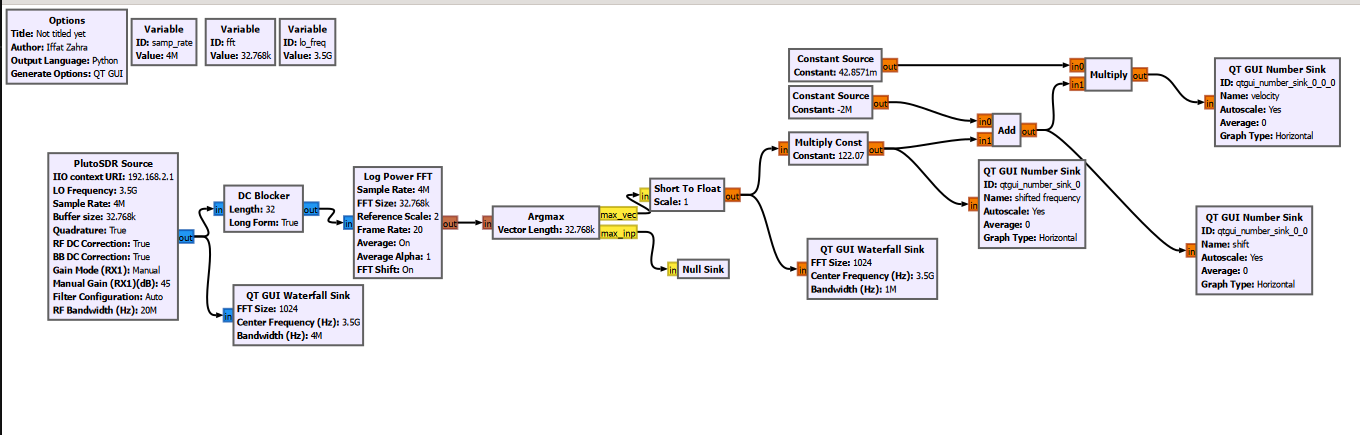 Options
Title: Not titled yet
Author: Iffat Zahra
Output Language: Python
Generate Options: QT GUI
Variable
ID: samp_rate
Value: 4M
Variable
ID: fft
Value: 32.768k
Variable
ID: lo_freq
Value: 3.5G
Constant Source
Constant: 42.8571m
out
Constant Source
Constant: -2M
out
in0
in1
Multiply
out
QT GUI Number Sink
ID: qtgui_number_sink_0_0_0
Name: velocity
Autoscale: Yes
Average: 0
Graph Type: Horizontal
in
in0
in1
Add
out
in
Multiply Const
Constant: 122.07
out
PlutoSDR Source
IIO context URI: 192.168.2.1
LO Frequency: 3.5G
Sample Rate: 4M
Buffer size: 32.768k
Quadrature: True
RF DC Correction: True
BB DC Correction: True
Gain Mode (RX1): Manual
Manual Gain (RX1)(dB): 45
Filter Configuration: Auto
RF Bandwidth (Hz): 20M
out
in
DC Blocker
Length: 32
Long Form: True
out
in
Log Power FFT
Sample Rate: 4M
FFT Size: 32.768k
Reference Scale: 2
Frame Rate: 20
Average: On
Average Alpha: 1
FFT Shift: On
out
in
Argmax
Vector Length: 32.768k
max_vec
max_inp
in
Short To Float
Scale: 1
out
in
Null Sink
in
QT GUI Number Sink
ID: qtgui_number_sink_0
Name: shifted frequency
Autoscale: Yes
Average: 0
Graph Type: Horizontal
in
QT GUI Number Sink
ID: qtgui_number_sink_0_0
Name: shift
Autoscale: Yes
Average: 0
Graph Type: Horizontal
in
QT GUI Waterfall Sink
FFT Size: 1024
Center Frequency (Hz): 3.5G
Bandwidth (Hz): 1M
in
QT GUI Waterfall Sink
FFT Size: 1024
Center Frequency (Hz): 3.5G
Bandwidth (Hz): 4M